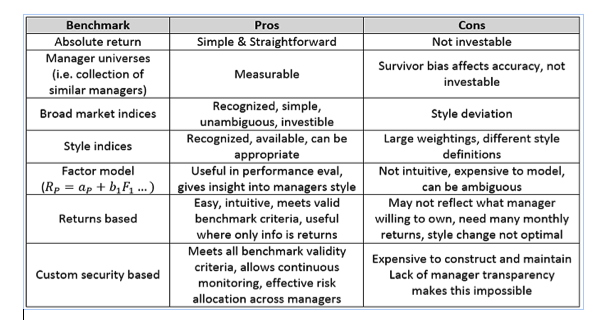 Benchmark Pros Cons
Absolute return Simple & Straightforward Not investable
Manager universes
(i.e. collection of
similar managers)
Measurable
Survivor bias affects accuracy, not
investable
Broad market indices
Recognized, simple,
unambiguous, investible
Style deviation
Style indices
Recognized, available, can be
appropriate
Large weightings, different style
definitions
Factor model
(R_P = a_P + b_1F_1 ...)
Useful in performance eval,
gives insight into managers style
Not intuitive, expensive to model,
can be ambiguous
Returns based
Easy, intuitive, meets valid
benchmark criteria, useful
where only info is returns
May not reflect what manager
willing to own, need many monthly
returns, style change not optimal
Custom security based
Meets all benchmark validity
criteria, allows continuous
monitoring, effective risk
allocation across managers
Expensive to construct and maintain
Lack of manager transparency
makes this impossible